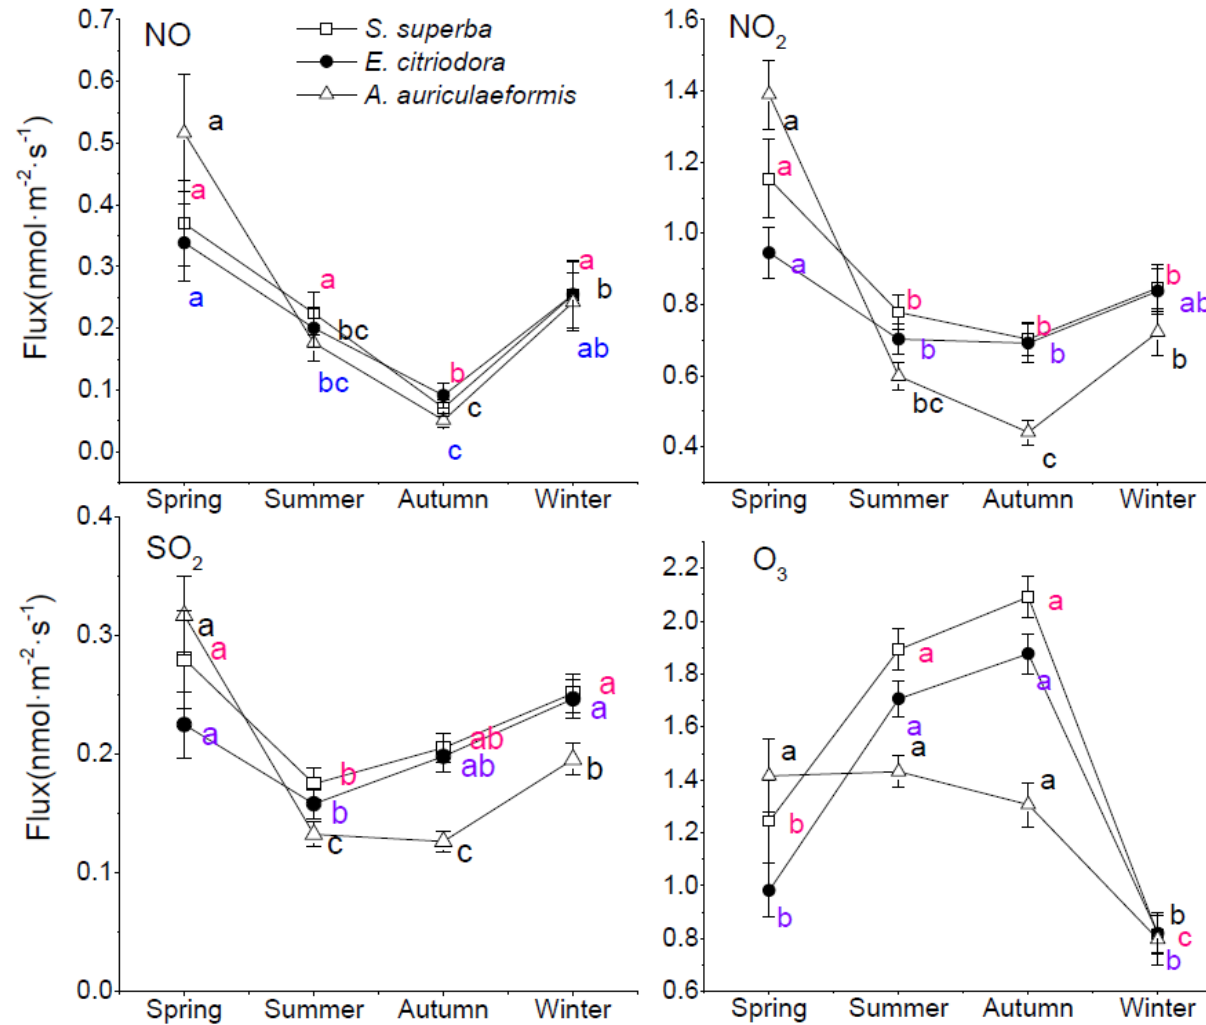 NO
S. superba
E. citriodora
A. auriculaeformis
Flux(nmol·m-2·s-1)
0.7
0.6
0.5
0.4
0.3
0.2
0.1
0.0
a
a
a
a
bc
bc
b
c
c
a
b
ab
Spring Summer Autumn Winter
NO2
1.6
1.4
1.2
1.0
0.8
0.6
0.4
a
a
a
b
b
bc
b
b
c
b
ab
b
Spring Summer Autumn Winter
SO2
Flux(nmol·m-2·s-1)
0.4
0.3
0.2
0.1
0.0
a
a
a
b
b
c
ab
ab
c
a
a
b
Spring Summer Autumn Winter
O3
2.2
2.0
1.8
1.6
1.4
1.2
1.0
0.8
0.6
a
b
b
a
a
a
a
a
a
b
c
b
Spring Summer Autumn Winter